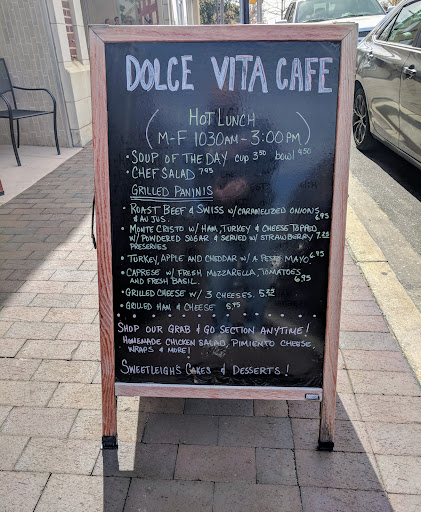 DOLCE VITA CAFE
HOT LUNCH
(M-F 1030AM - 3:00PM)
• SOUP OF THE DAY CUP 3.50 bowl 4.50
• CHEF SALAD 7.95
GRILLED PANINIS
• ROAST BEEF & SWISS W/ CARAMELIZED ONIONS
& AU JUS. 6.95
• MONTE CRISTO W/ HAM, TURKEY & CHEESE TOPPED
W/ POWDERED SUGAR & SERVED W/ STRAWBERRY 7.25
PRESERVES
• TURKEY, APPLE AND CHEDDAR W/ A PESTO MAYO. 6.95
• CAPRESE W/ FRESH MOZZARELLA, TOMATOES
AND FRESH BASIL. 6.95
• GRILLED CHEESE W/ 3 CHEESES. 5.25
• GRILLED HAM & CHEESE 5.75
SHOP OUR GRAB & GO SECTION ANYTIME!
HOMEMADE CHICKEN SALAD, PIMIENTO CHEESE,
WRAPS & MORE!
SWEETLEIGH'S CAKES & DESSERTS!